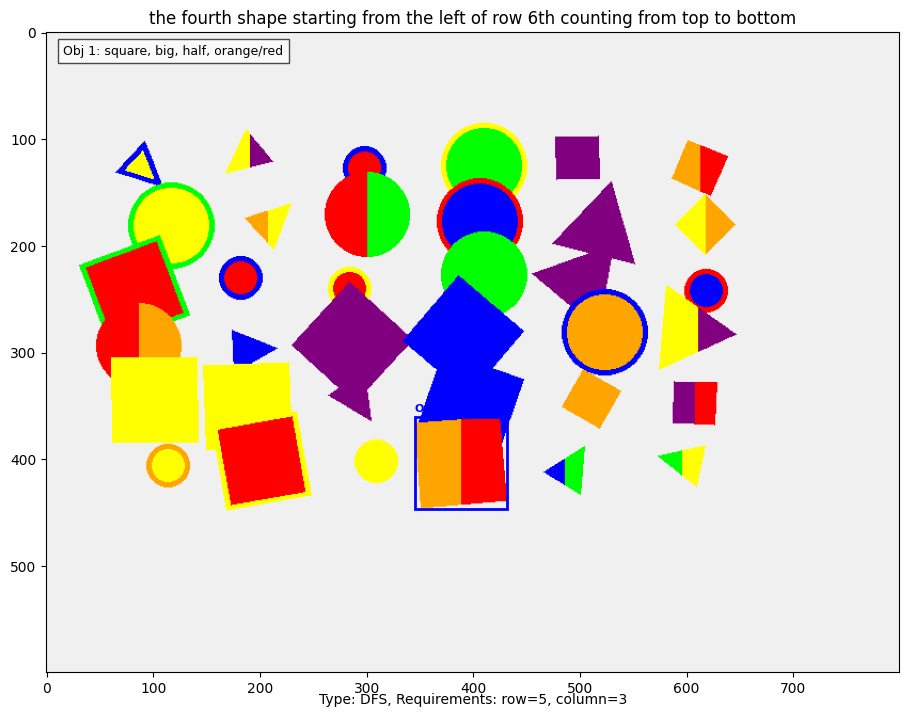 the fourth shape starting from the left of row 6th counting from top to bottom
Obj 1: square, big, half, orange/red
0
100
200
300
400
500
0 100 200 300 400 500 600 700
Type: DFS, Requirements: row=5, column=3